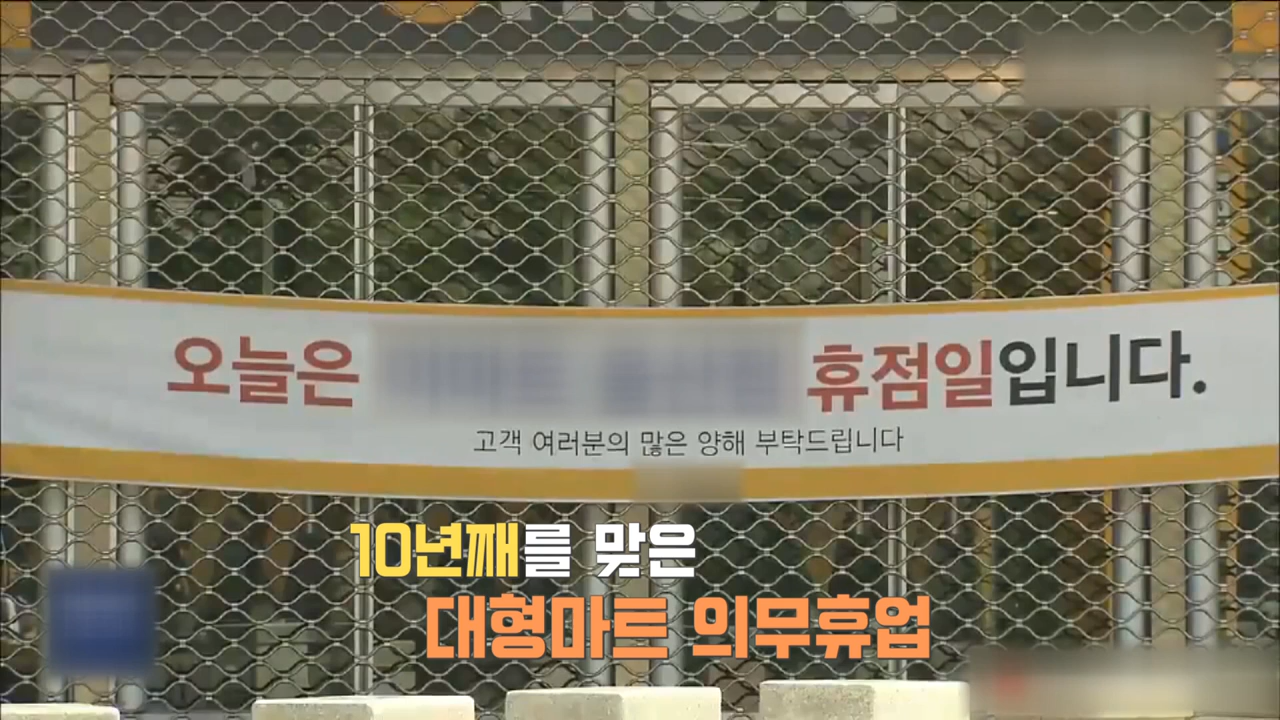 오늘은 휴점일입니다.
고객 여러분의 많은 양해 부탁드립니다
10년째를 맞은
대형마트 의무휴업